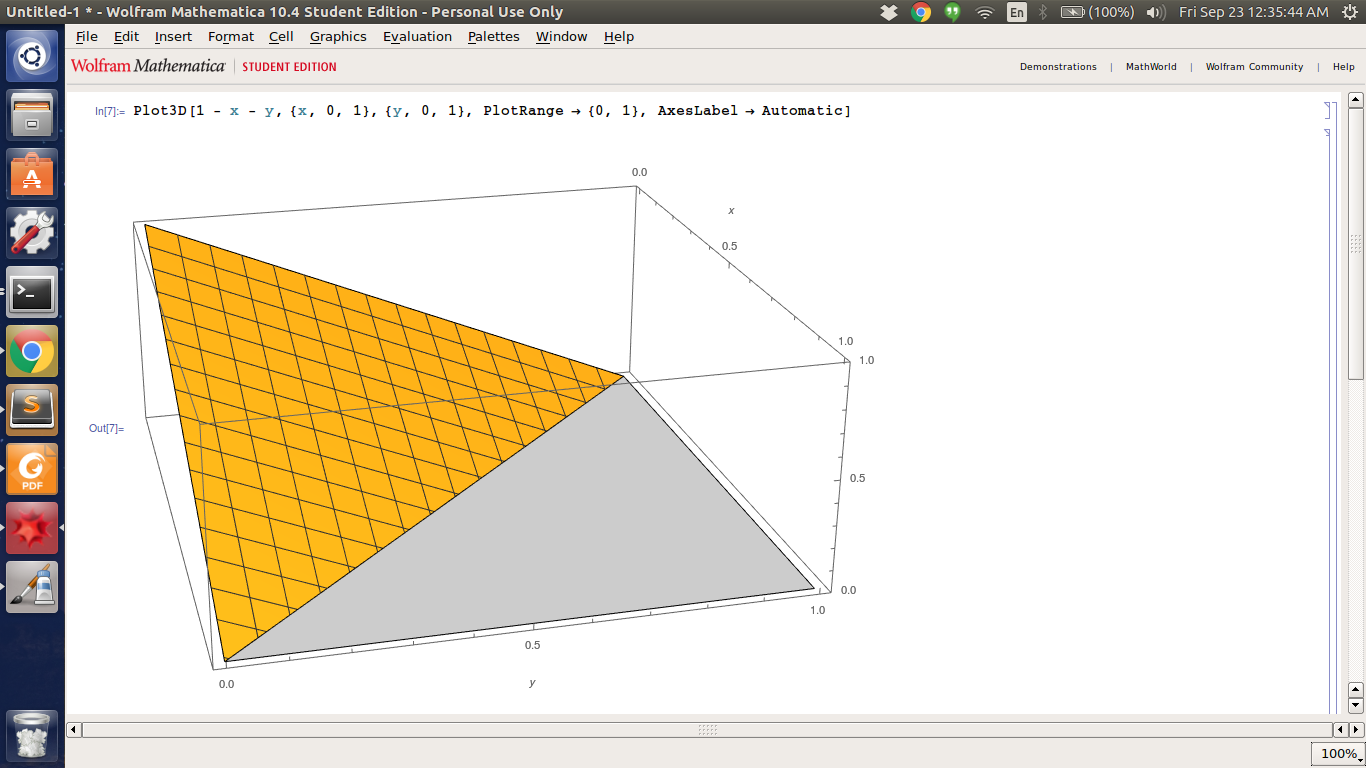 Untitled-1 * - Wolfram Mathematica 10.4 Student Edition - Personal Use Only En (100%) Fri Sep 23 12:35:44 AM
File Edit Insert Format Cell Graphics Evaluation Palettes Window Help
Wolfram Mathematica | STUDENT EDITION Demonstrations | MathWorld | Wolfram Community | Help
In[7]:= Plot3D[1 - x - y, {x, 0, 1}, {y, 0, 1}, PlotRange → {0, 1}, AxesLabel → Automatic]
0.0
x
0.5
1.0
1.0
Out[7]=
0.5
0.0
1.0
0.5
0.0
y
A
>_
S
PDF
100%